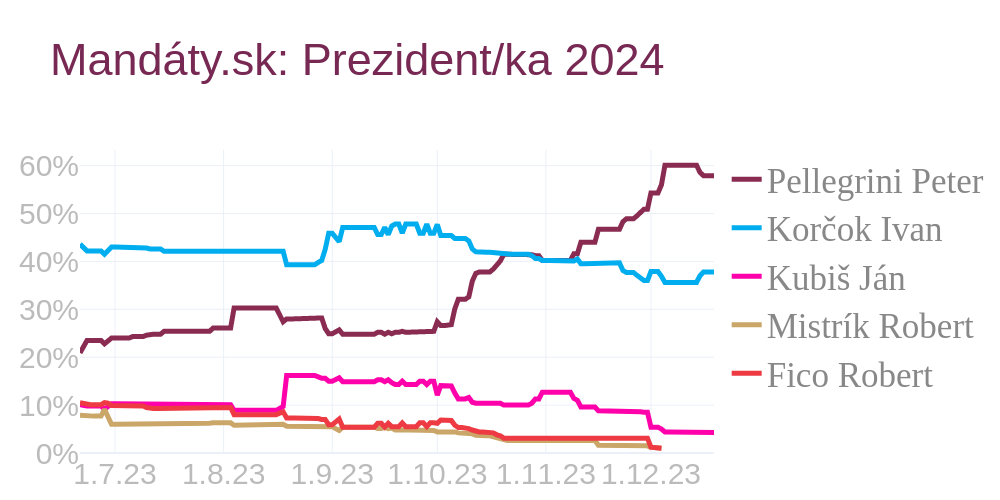 Mandáty.sk: Prezident/ka 2024
60%
50%
40%
30%
20%
10%
0%
1.7.23 1.8.23 1.9.23 1.10.23 1.11.23 1.12.23
Pellegrini Peter
Korčok Ivan
Kubiš Ján
Mistrík Robert
Fico Robert